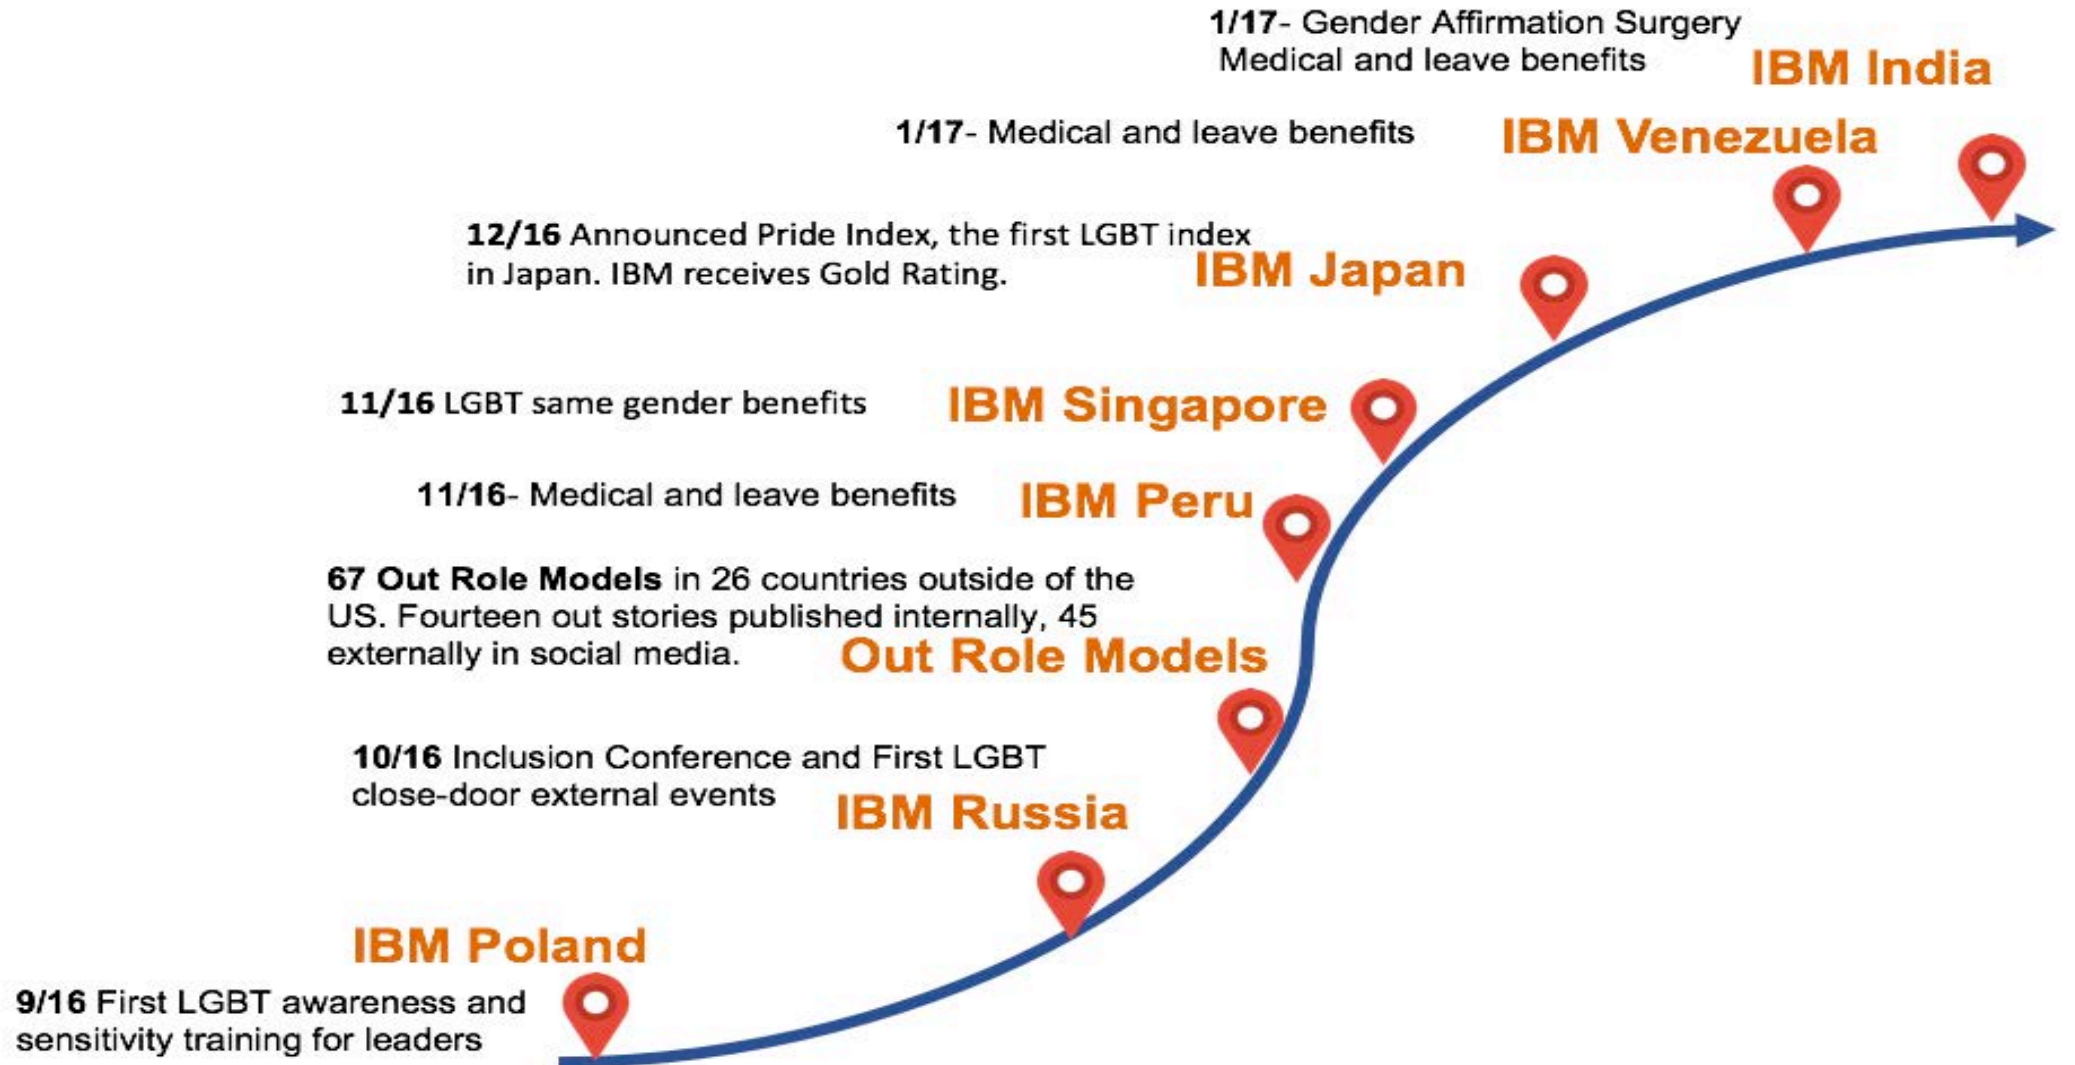 1/17- Gender Affirmation Surgery
Medical and leave benefits
IBM India
1/17- Medical and leave benefits
IBM Venezuela
12/16 Announced Pride Index, the first LGBT index
in Japan. IBM receives Gold Rating.
IBM Japan
11/16 LGBT same gender benefits
IBM Singapore
11/16- Medical and leave benefits
IBM Peru
67 Out Role Models in 26 countries outside of the
US. Fourteen out stories published internally, 45
externally in social media.
Out Role Models
10/16 Inclusion Conference and First LGBT
close-door external events
IBM Russia
IBM Poland
9/16 First LGBT awareness and
sensitivity training for leaders